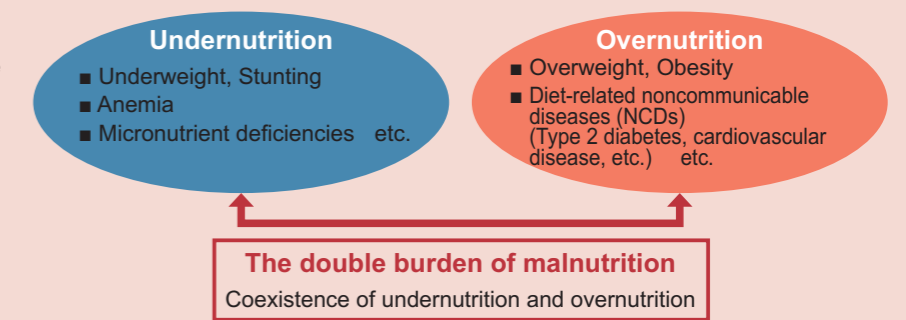 Undernutrition
■ Underweight, Stunting
■ Anemia
■ Micronutrient deficiencies etc.
Overnutrition
■ Overweight, Obesity
■ Diet-related noncommunicable
diseases (NCDs)
(Type 2 diabetes, cardiovascular
disease, etc.) etc.
The double burden of malnutrition
Coexistence of undernutrition and overnutrition